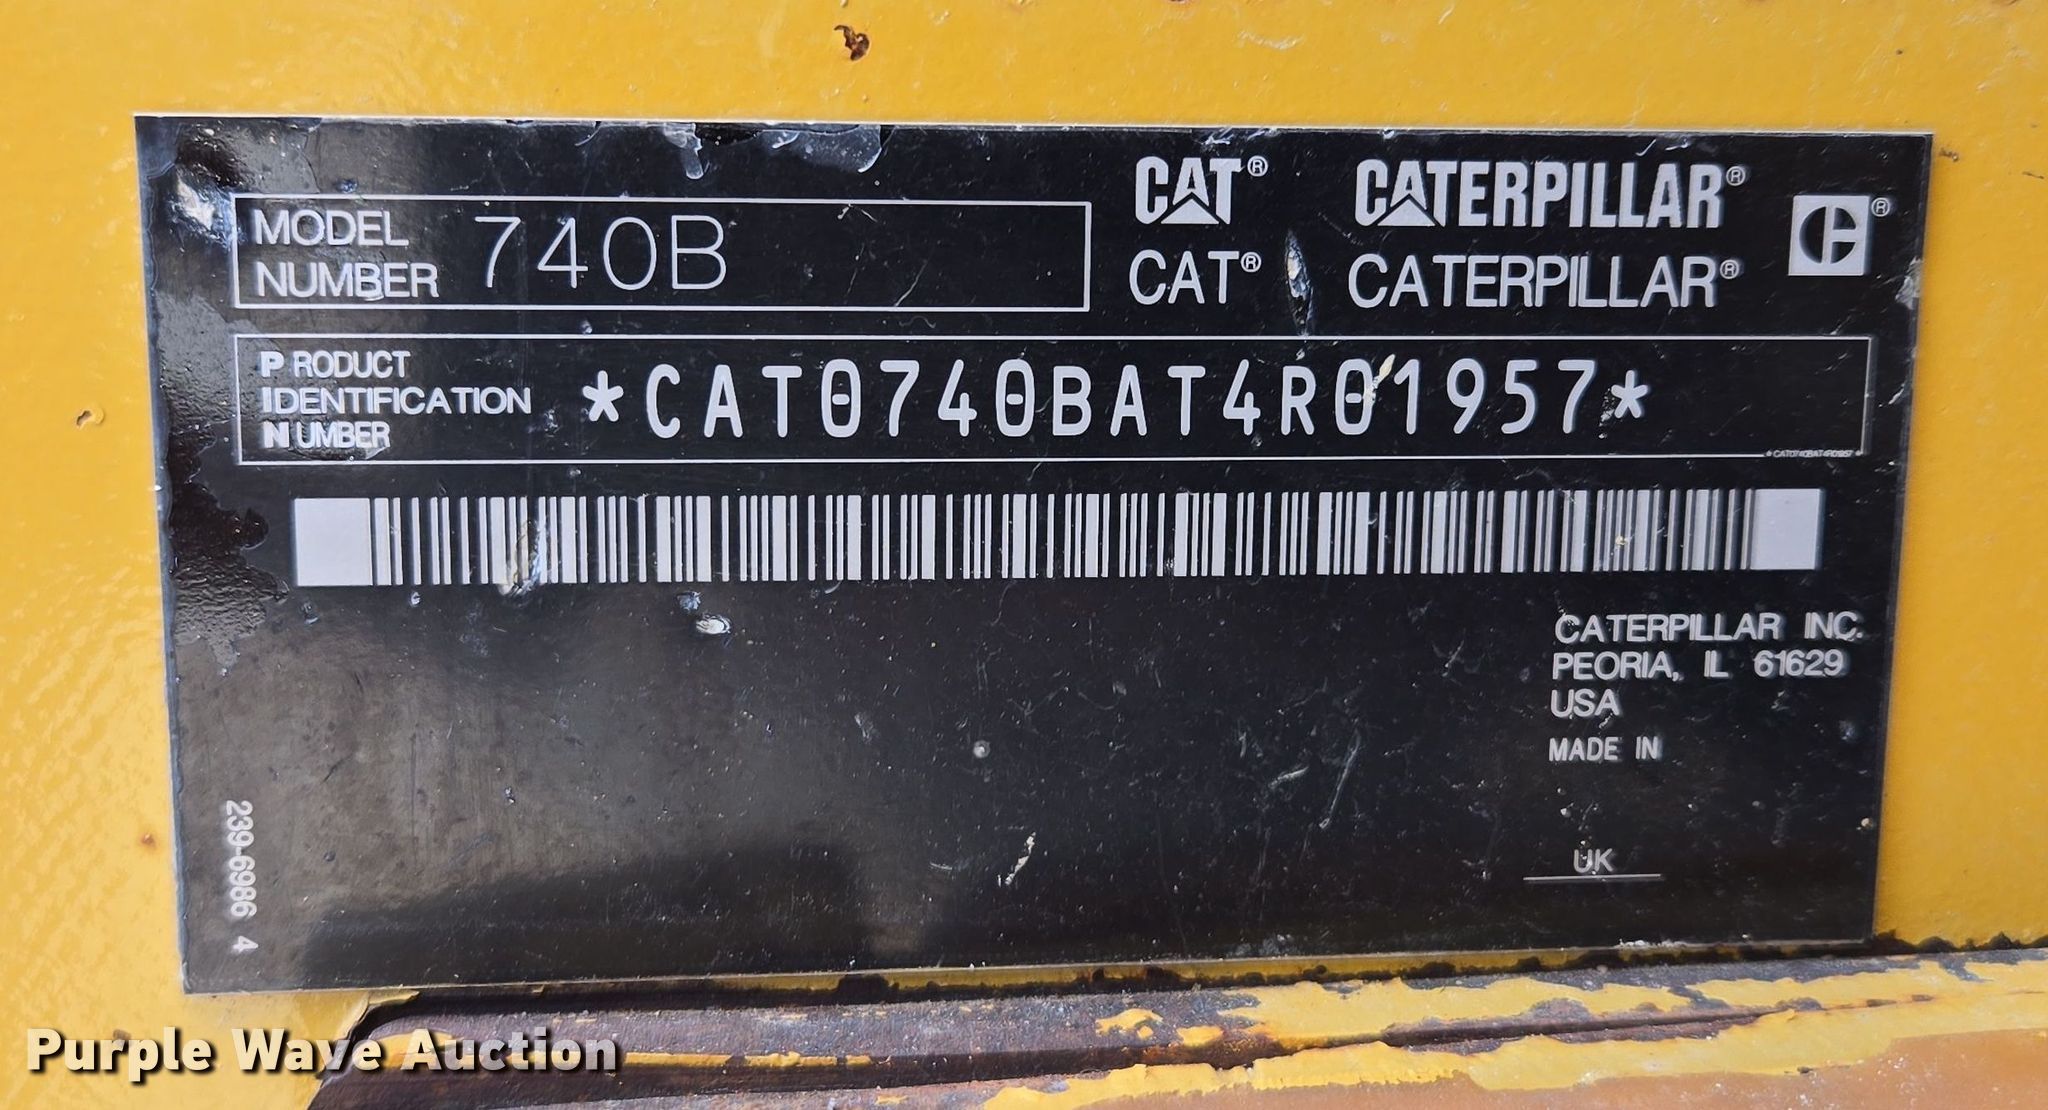 CAT® CATERPILLAR®
MODEL NUMBER 740B
CAT® CATERPILLAR®
PRODUCT
IDENTIFICATION
NUMBER
*CAT0740BAT4R01957*
*CAT0740BAT4R01957*
CATERPILLAR INC.
PEORIA, IL 61629
USA
MADE IN
UK
239-6986 4
Purple Wave Auction